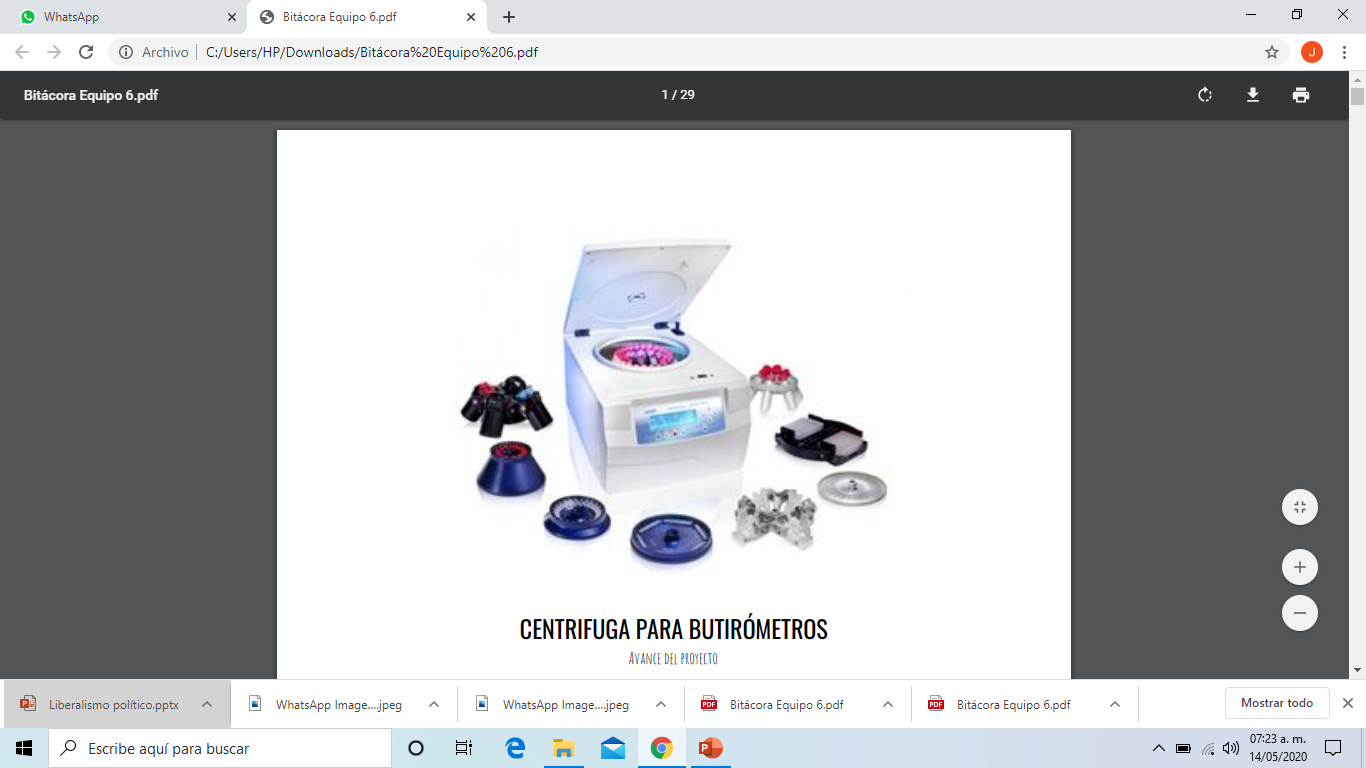 WhatsApp
Bitácora Equipo 6.pdf
Archivo
C:/Users/HP/Downloads/Bitácora%20Equipo%206.pdf
J
Bitácora Equipo 6.pdf
1 / 29
CENTRIFUGA PARA BUTIRÓMETROS
AVANCE DEL PROYECTO
Liberalismo político.pptx
WhatsApp Image....jpeg
WhatsApp Image....jpeg
PDF
Bitácora Equipo 6.pdf
PDF
Bitácora Equipo 6.pdf
Mostrar todo
Escribe aquí para buscar
07:23 a. m.
14/05/2020